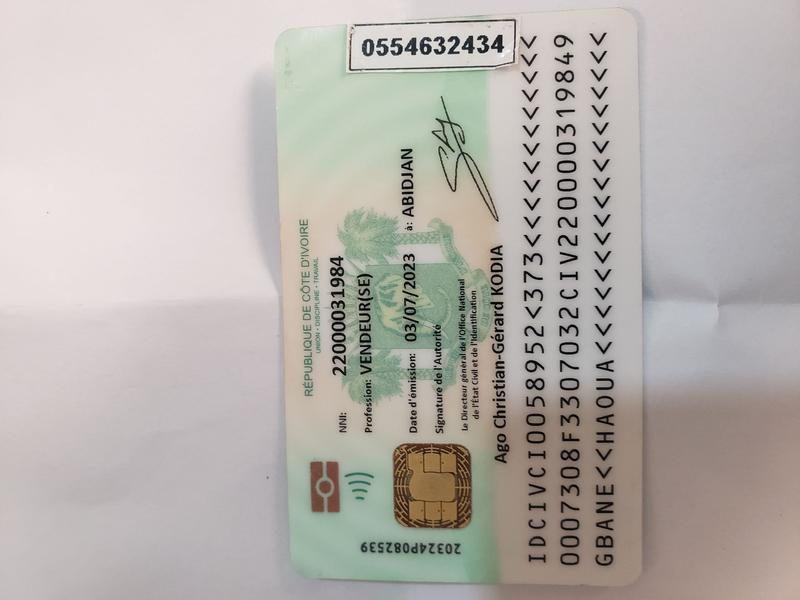 0554632434
RÉPUBLIQUE DE CÔTE D'IVOIRE
UNION - DISCIPLINE - TRAVAIL
NNI: 22000031984
Profession: VENDEUR(SE)
Date d'émission: 03/07/2023 à: ABIDJAN
Signature de l'Autorité
Le Directeur général de l'Office National
de l'État Civil et de l'Identification
Ago Christian-Gérard KODIA
20324P082539
IDCIVCI0058952<373<<<<<<<<<<<<
0007308F3307032CIV220000319849
GBANE<<HAOUA<<<<<<<<<<<<<<<<<<